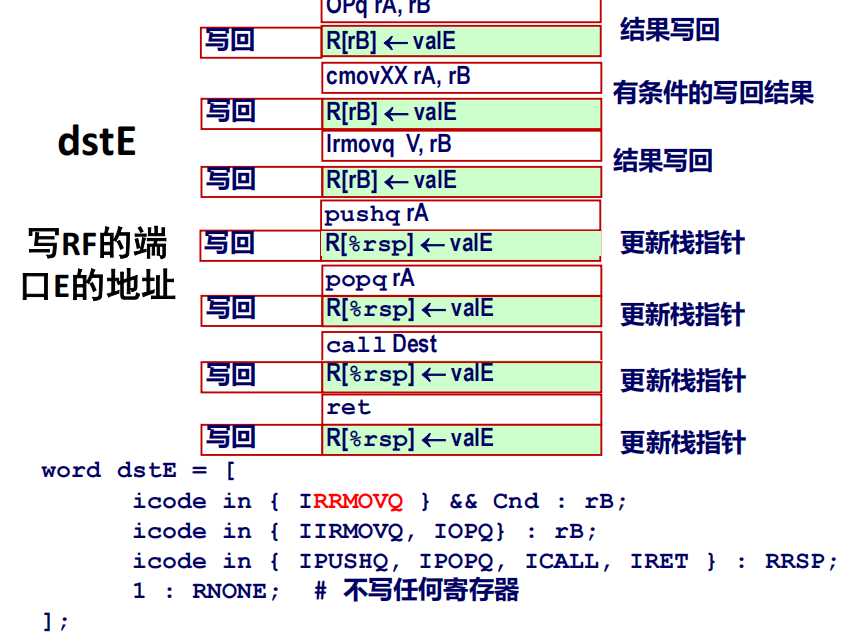 OPq rA, rB
写回 R[rB] ← valE 结果写回
cmovXX rA, rB
写回 R[rB] ← valE 有条件的写回结果
dstE
Irmovq V, rB
写回 R[rB] ← valE 结果写回
pushq rA
写RF的端
口E的地址
写回 R[%rsp] ← valE 更新栈指针
popq rA
写回 R[%rsp] ← valE 更新栈指针
call Dest
写回 R[%rsp] ← valE 更新栈指针
ret
写回 R[%rsp] ← valE 更新栈指针
word dstE = [
icode in { IRRMOVQ } && Cnd : rB;
icode in { IIRMOVQ, IOPQ} : rB;
icode in { IPUSHQ, IPOPQ, ICALL, IRET } : RRSP;
1 : RNONE; # 不写任何寄存器
];